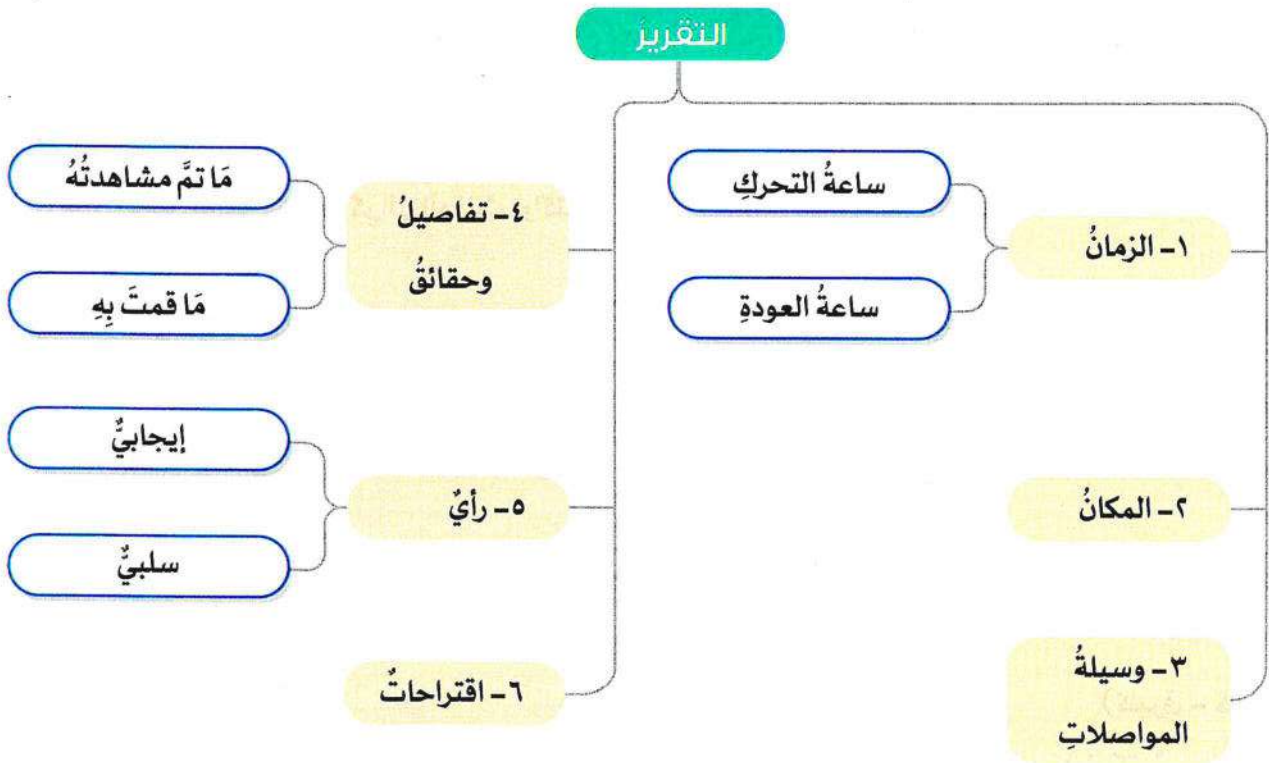 التقريرُ
١- الزمانُ
ساعةُ التحركِ
ساعةُ العودةِ
٢- المكانُ
٣- وسيلةُ
المواصلاتِ
٤- تفاصيلُ
وحقائقُ
مَا تمَّ مشاهدتُهُ
مَا قمتَ بِهِ
٥- رأيٌ
إيجابيٌّ
سلبيٌّ
٦- اقتراحاتٌ